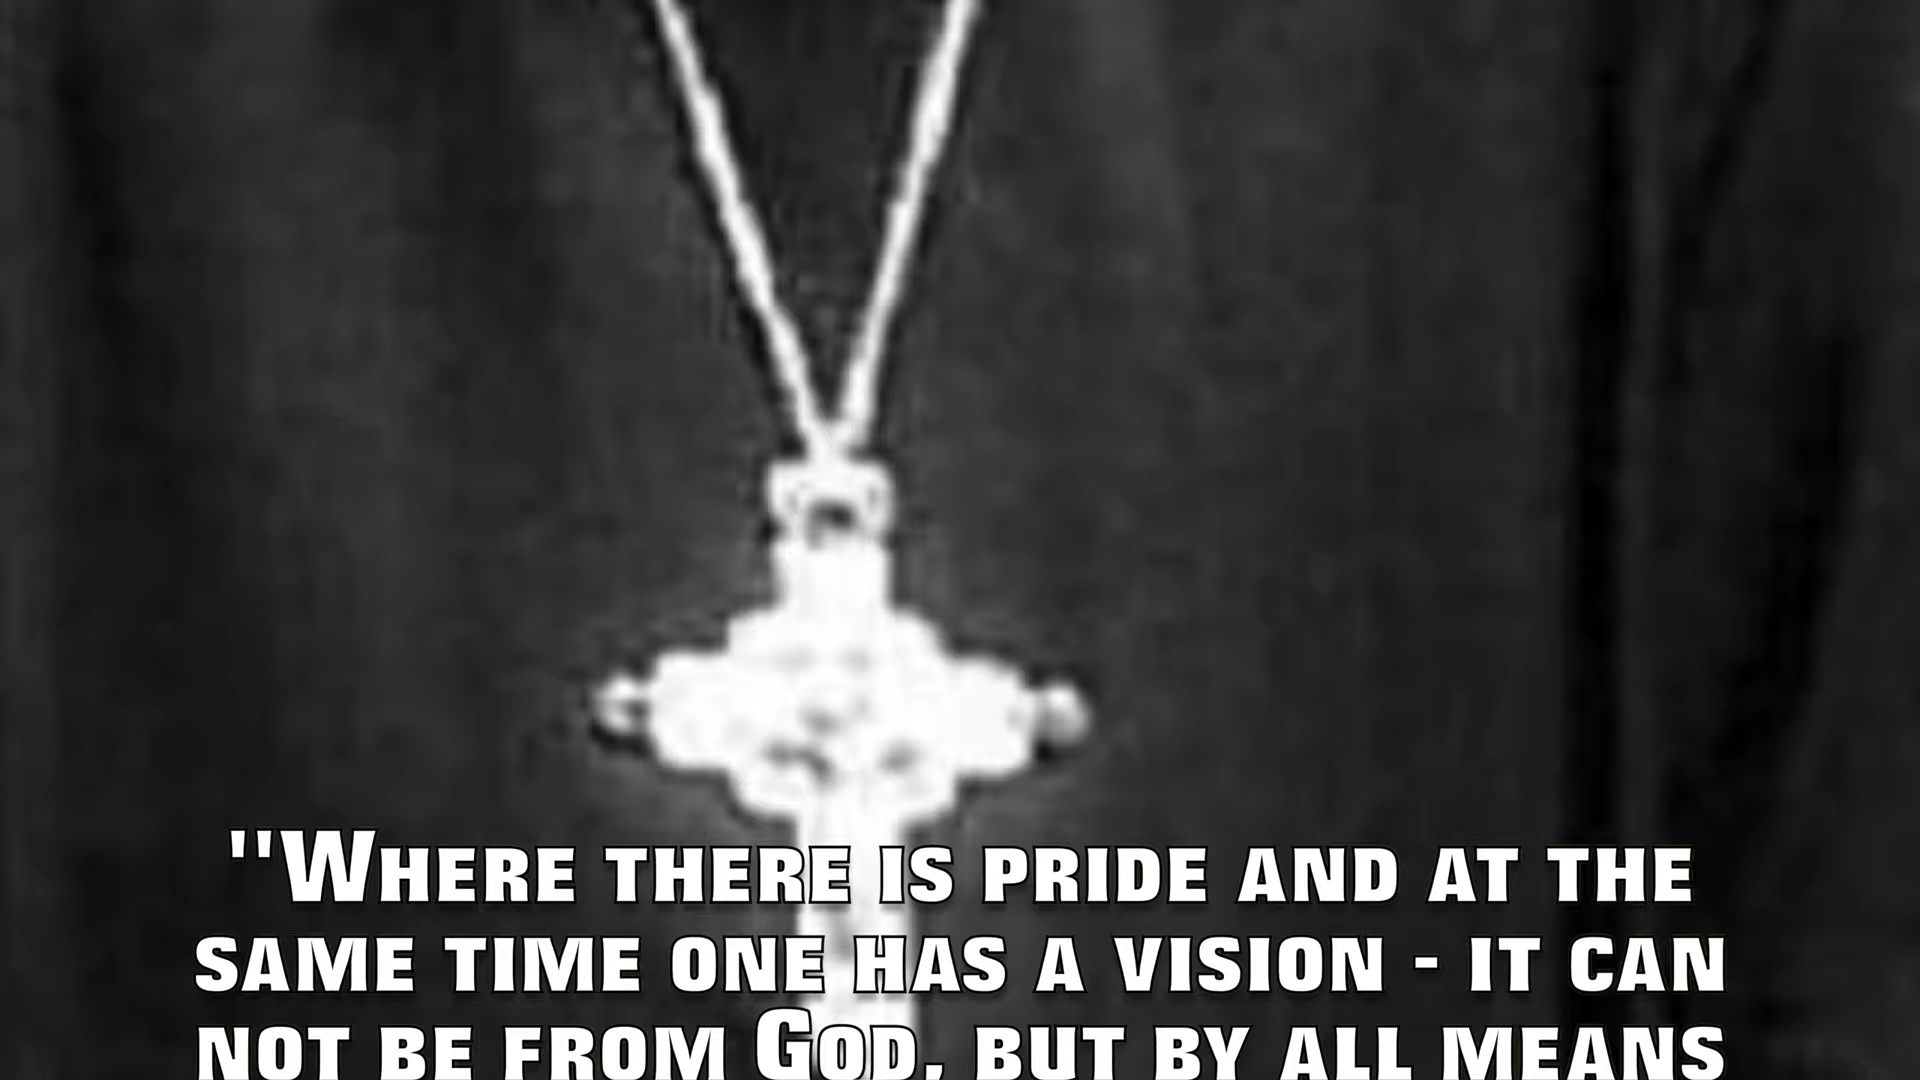 "Where there is pride and at the
same time one has a vision - it can
not be from God, but by all means